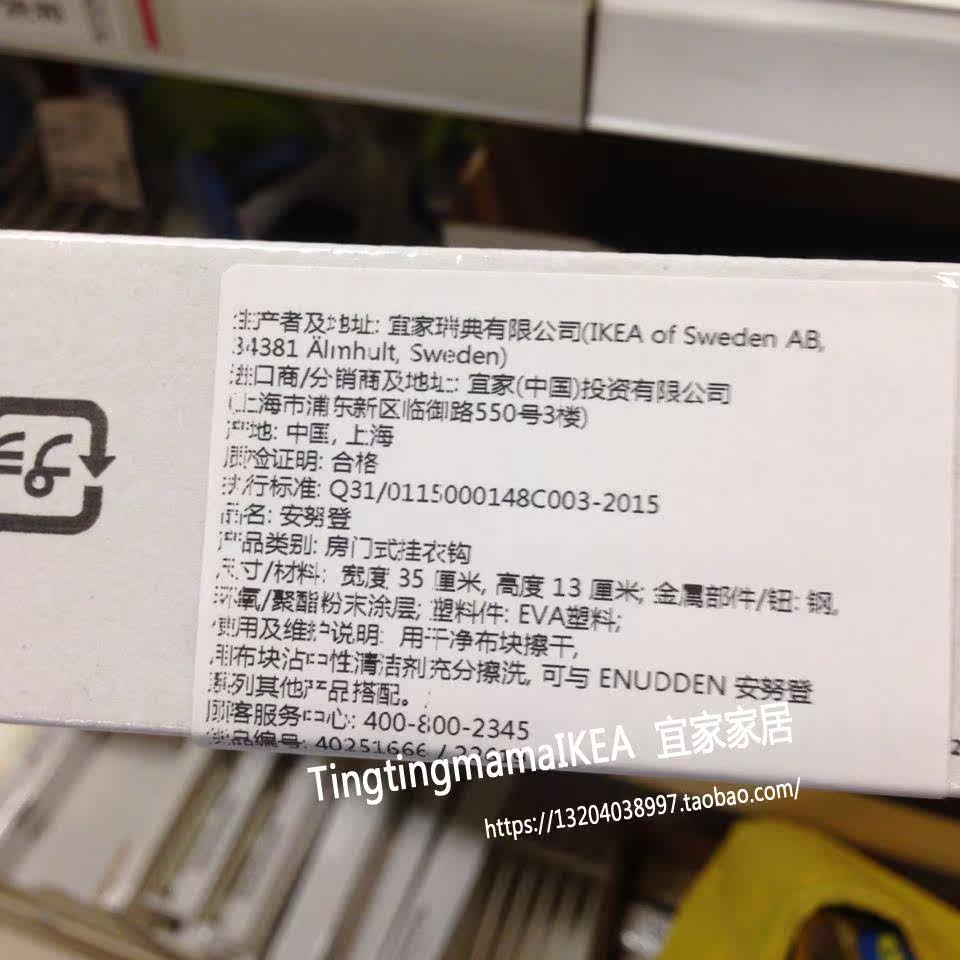 生产者及地址: 宜家瑞典有限公司(IKEA of Sweden AB,
34381 Älmhult, Sweden)
进口商/分销商及地址: 宜家(中国)投资有限公司
(上海市浦东新区临御路550号3楼)
产地: 中国, 上海
质检证明: 合格
执行标准: Q31/0115000148C003-2015
品名: 安努登
产品类别: 房门式挂衣钩
尺寸/材料: 宽度 35 厘米, 高度 13 厘米; 金属部件/钮: 钢,
环氧/聚酯粉末涂层; 塑料件: EVA塑料;
使用及维护说明: 用干净布块擦干,
用布块沾中性清洁剂充分擦洗, 可与 ENUDDEN 安努登
系列其他产品搭配。
顾客服务中心: 400-800-2345
商品编号: 40251666 /
TingtingmamaIKEA 宜家家居
https://13204038997.taobao.com/